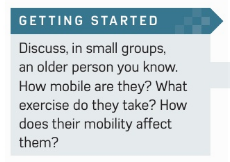 GETTING STARTED
Discuss, in small groups,
an older person you know.
How mobile are they? What
exercise do they take? How
does their mobility affect
them?